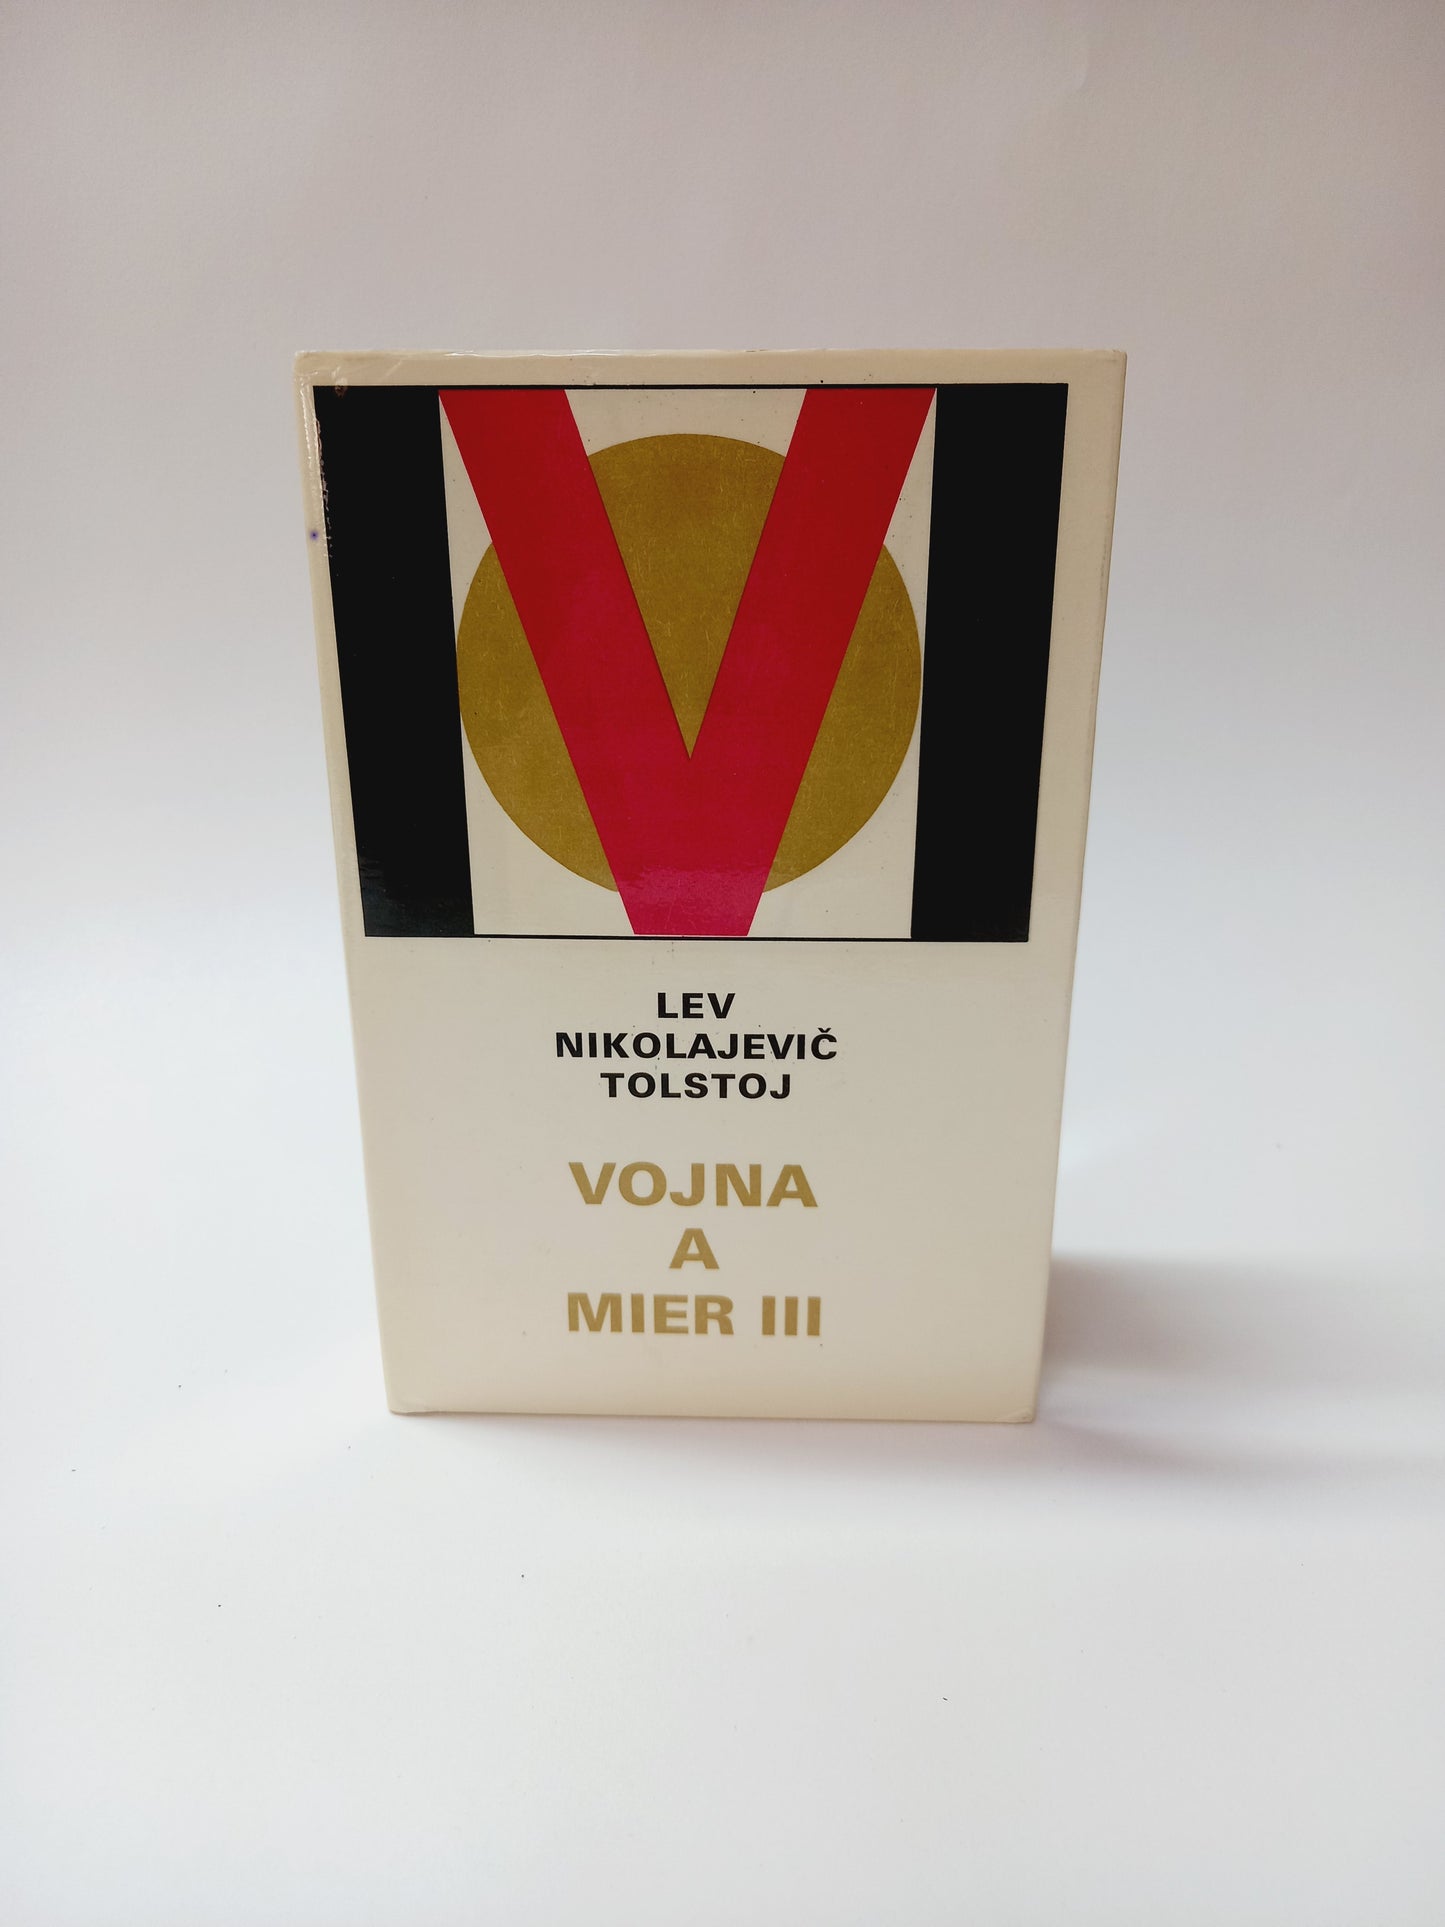 LEV
NIKOLAJEVIČ
TOLSTOJ
VOJNA
A
MIER III